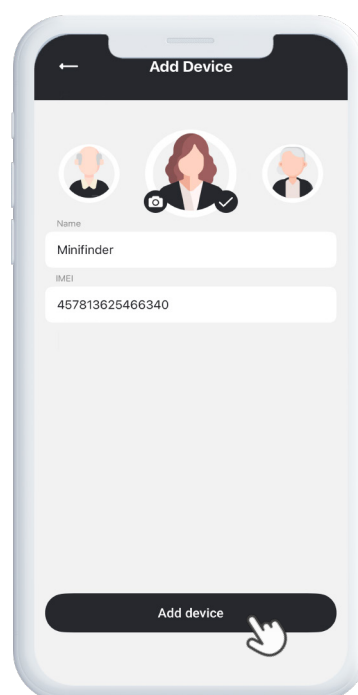 Add Device
Name
Minifinder
IMEI
457813625466340
Add device